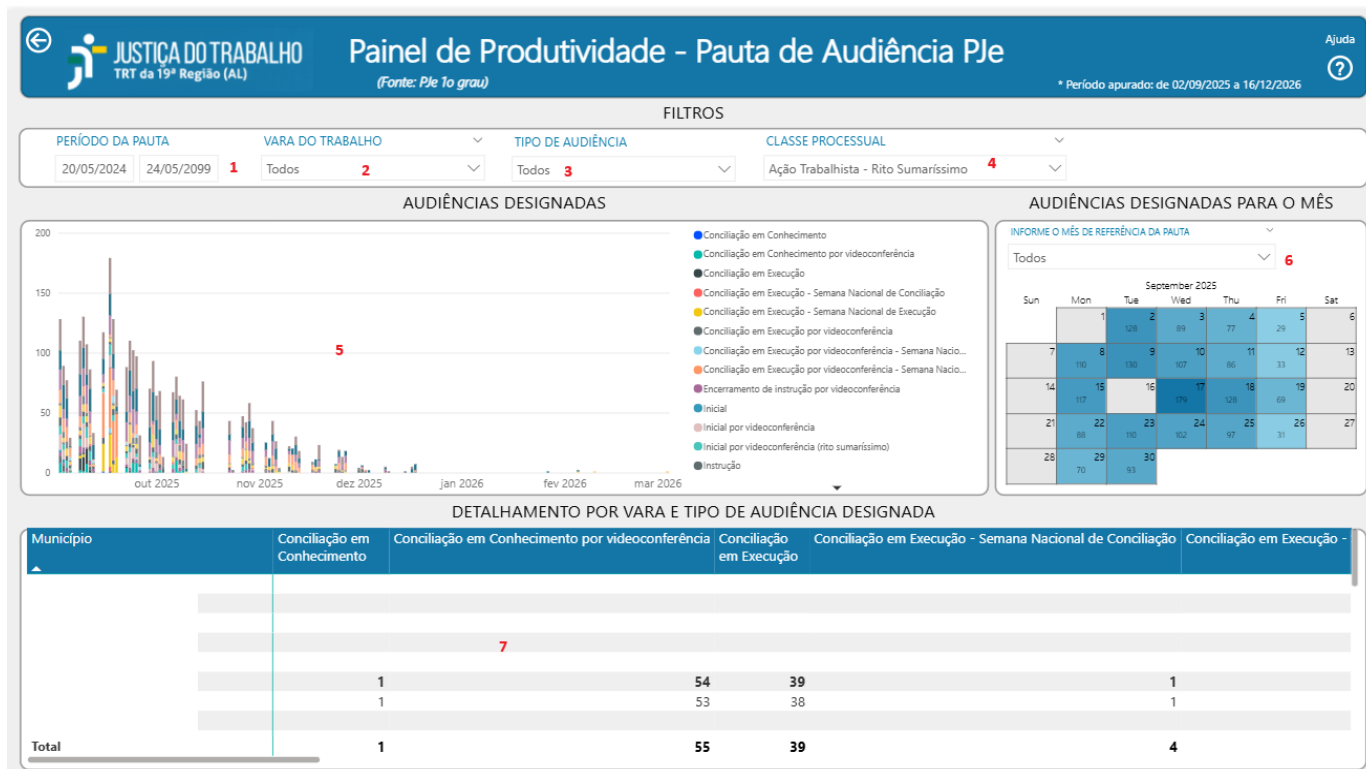 JUSTIÇA DO TRABALHO
TRT da 19ª Região (AL)
Painel de Produtividade - Pauta de Audiência PJe
(Fonte: PJe 1o grau)
Ajuda
?
* Período apurado: de 02/09/2025 a 16/12/2026
FILTROS
PERÍODO DA PAUTA VARA DO TRABALHO TIPO DE AUDIÊNCIA CLASSE PROCESSUAL
20/05/2024 24/05/2099 1 Todos 2 Todos 3 Ação Trabalhista - Rito Sumaríssimo 4
AUDIÊNCIAS DESIGNADAS
200
150
100
50
0
out 2025 nov 2025 dez 2025 jan 2026 fev 2026 mar 2026
5
Conciliação em Conhecimento
Conciliação em Conhecimento por videoconferência
Conciliação em Execução
Conciliação em Execução - Semana Nacional de Conciliação
Conciliação em Execução - Semana Nacional de Execução
Conciliação em Execução por videoconferência
Conciliação em Execução por videoconferência - Semana Nacio...
Conciliação em Execução por videoconferência - Semana Nacio...
Encerramento de instrução por videoconferência
Inicial
Inicial por videoconferência
Inicial por videoconferência (rito sumaríssimo)
Instrução
AUDIÊNCIAS DESIGNADAS PARA O MÊS
INFORME O MÊS DE REFERÊNCIA DA PAUTA
Todos 6
September 2025
Sun Mon Tue Wed Thu Fri Sat
1 2 3 4 5 6
128 89 77 29
7 8 9 10 11 12 13
110 130 107 86 33
14 15 16 17 18 19 20
117 179 128 69
21 22 23 24 25 26 27
88 110 102 97 31
28 29 30
70 93
DETALHAMENTO POR VARA E TIPO DE AUDIÊNCIA DESIGNADA
Município Conciliação em Conhecimento Conciliação em Conhecimento por videoconferência Conciliação em Execução Conciliação em Execução - Semana Nacional de Conciliação Conciliação em Execução -
7
1 54 39 1
1 53 38 1
Total 1 55 39 4